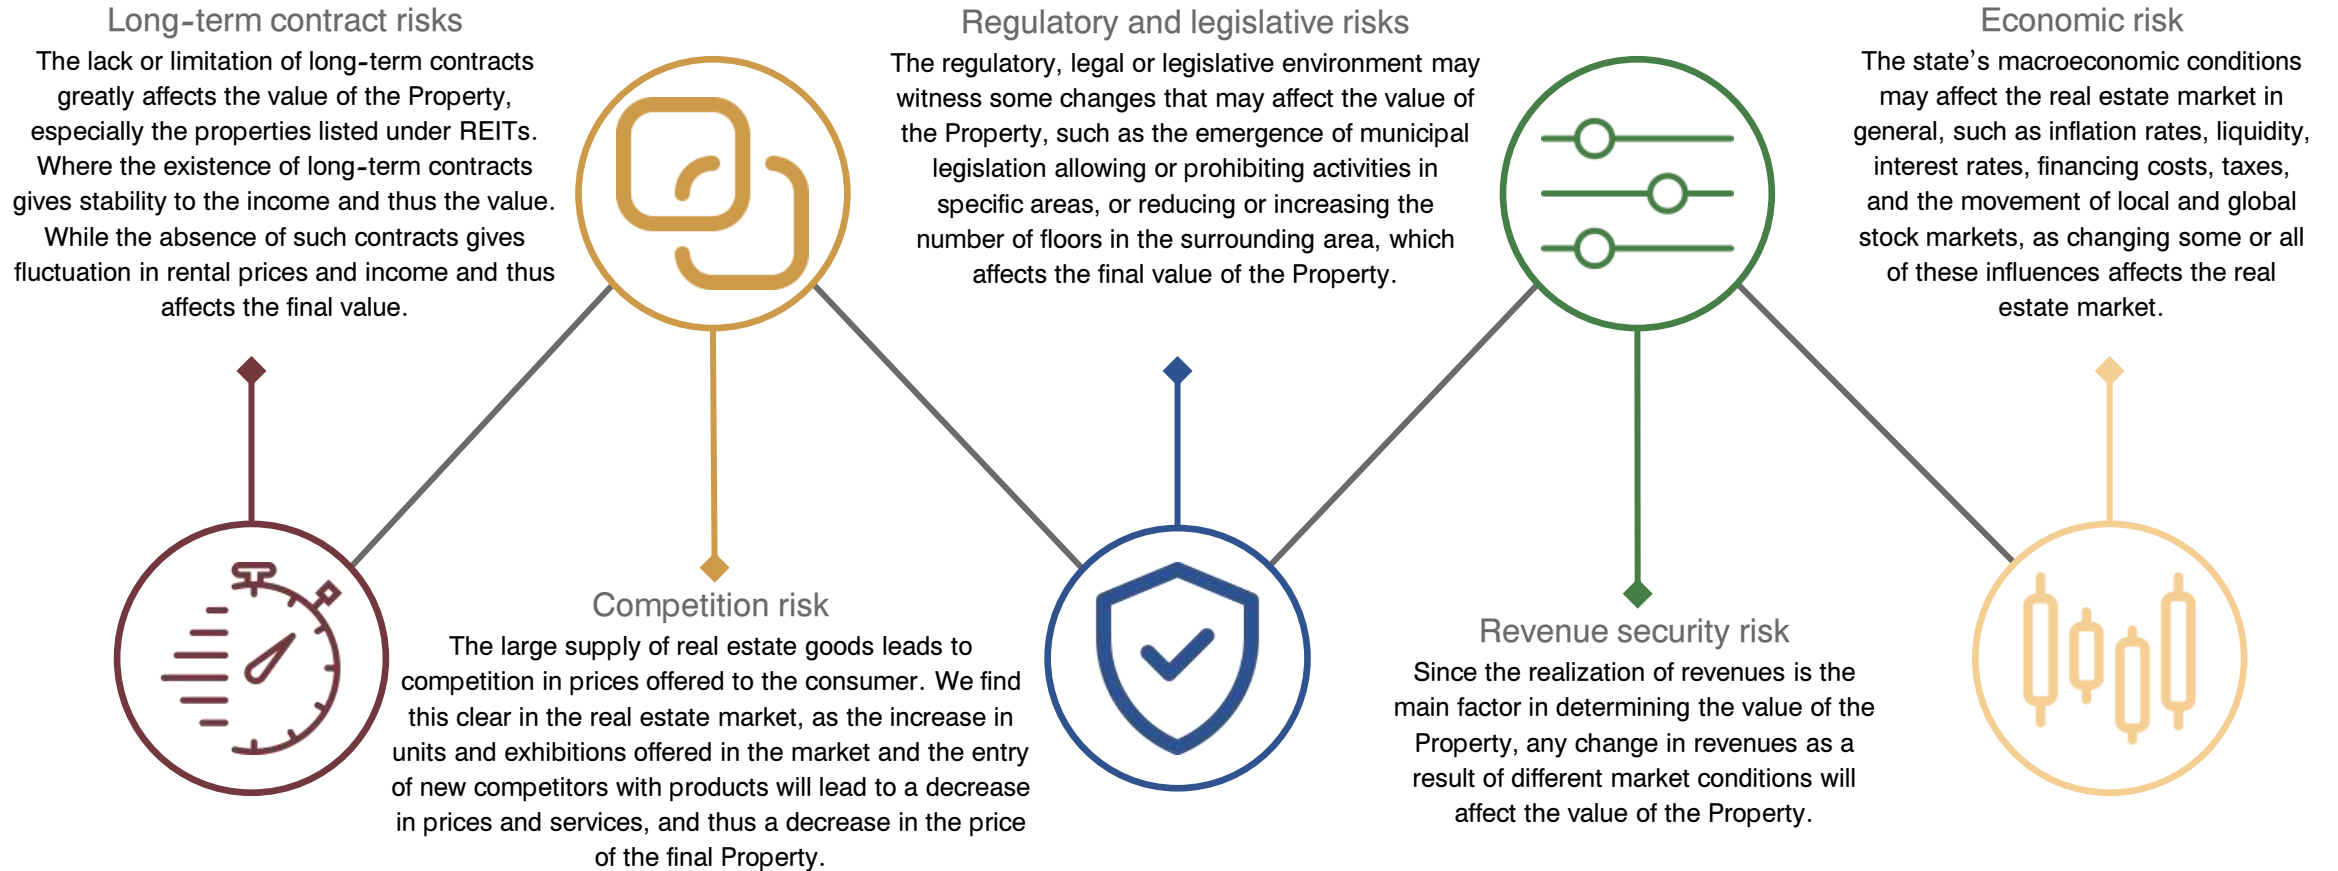 Long-term contract risks
The lack or limitation of long-term contracts
greatly affects the value of the Property,
especially the properties listed under REITs.
Where the existence of long-term contracts
gives stability to the income and thus the value.
While the absence of such contracts gives
fluctuation in rental prices and income and thus
affects the final value.
Competition risk
The large supply of real estate goods leads to
competition in prices offered to the consumer. We find
this clear in the real estate market, as the increase in
units and exhibitions offered in the market and the entry
of new competitors with products will lead to a decrease
in prices and services, and thus a decrease in the price
of the final Property.
Regulatory and legislative risks
The regulatory, legal or legislative environment may
witness some changes that may affect the value of
the Property, such as the emergence of municipal
legislation allowing or prohibiting activities in
specific areas, or reducing or increasing the
number of floors in the surrounding area, which
affects the final value of the Property.
Revenue security risk
Since the realization of revenues is the
main factor in determining the value of the
Property, any change in revenues as a
result of different market conditions will
affect the value of the Property.
Economic risk
The state’s macroeconomic conditions
may affect the real estate market in
general, such as inflation rates, liquidity,
interest rates, financing costs, taxes,
and the movement of local and global
stock markets, as changing some or all
of these influences affects the real
estate market.